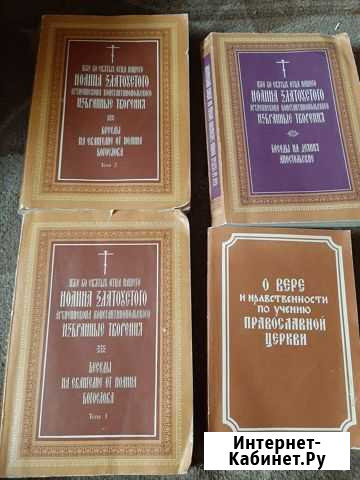 ИЖЕ ВО СВЯТЫХ ОТЦА НАШЕГО
ИОАННА ЗЛАТОУСТОГО
АРХИЕПИСКОПА КОНСТАНТИНОПОЛЬСКОГО
ИЗБРАННЫЕ ТВОРЕНИЯ
БЕСЕДЫ
НА ЕВАНГЕЛИЕ ОТ ИОАННА
БОГОСЛОВА
Том 2
ИЖЕ ВО СВЯТЫХ ОТЦА НАШЕГО
ИОАННА ЗЛАТОУСТОГО
АРХИЕПИСКОПА КОНСТАНТИНОПОЛЬСКОГО
ИЗБРАННЫЕ ТВОРЕНИЯ
БЕСЕДЫ НА ДЕЯНИЯ
АПОСТОЛЬСКИЕ
ИЖЕ ВО СВЯТЫХ ОТЦА НАШЕГО
ИОАННА ЗЛАТОУСТОГО
АРХИЕПИСКОПА КОНСТАНТИНОПОЛЬСКОГО
ИЗБРАННЫЕ ТВОРЕНИЯ
БЕСЕДЫ
НА ЕВАНГЕЛИЕ ОТ ИОАННА
БОГОСЛОВА
Том 1
О ВЕРЕ
И НРАВСТВЕННОСТИ
ПО УЧЕНИЮ
ПРАВОСЛАВНОЙ
ЦЕРКВИ
Интернет-
Кабинет.Ру